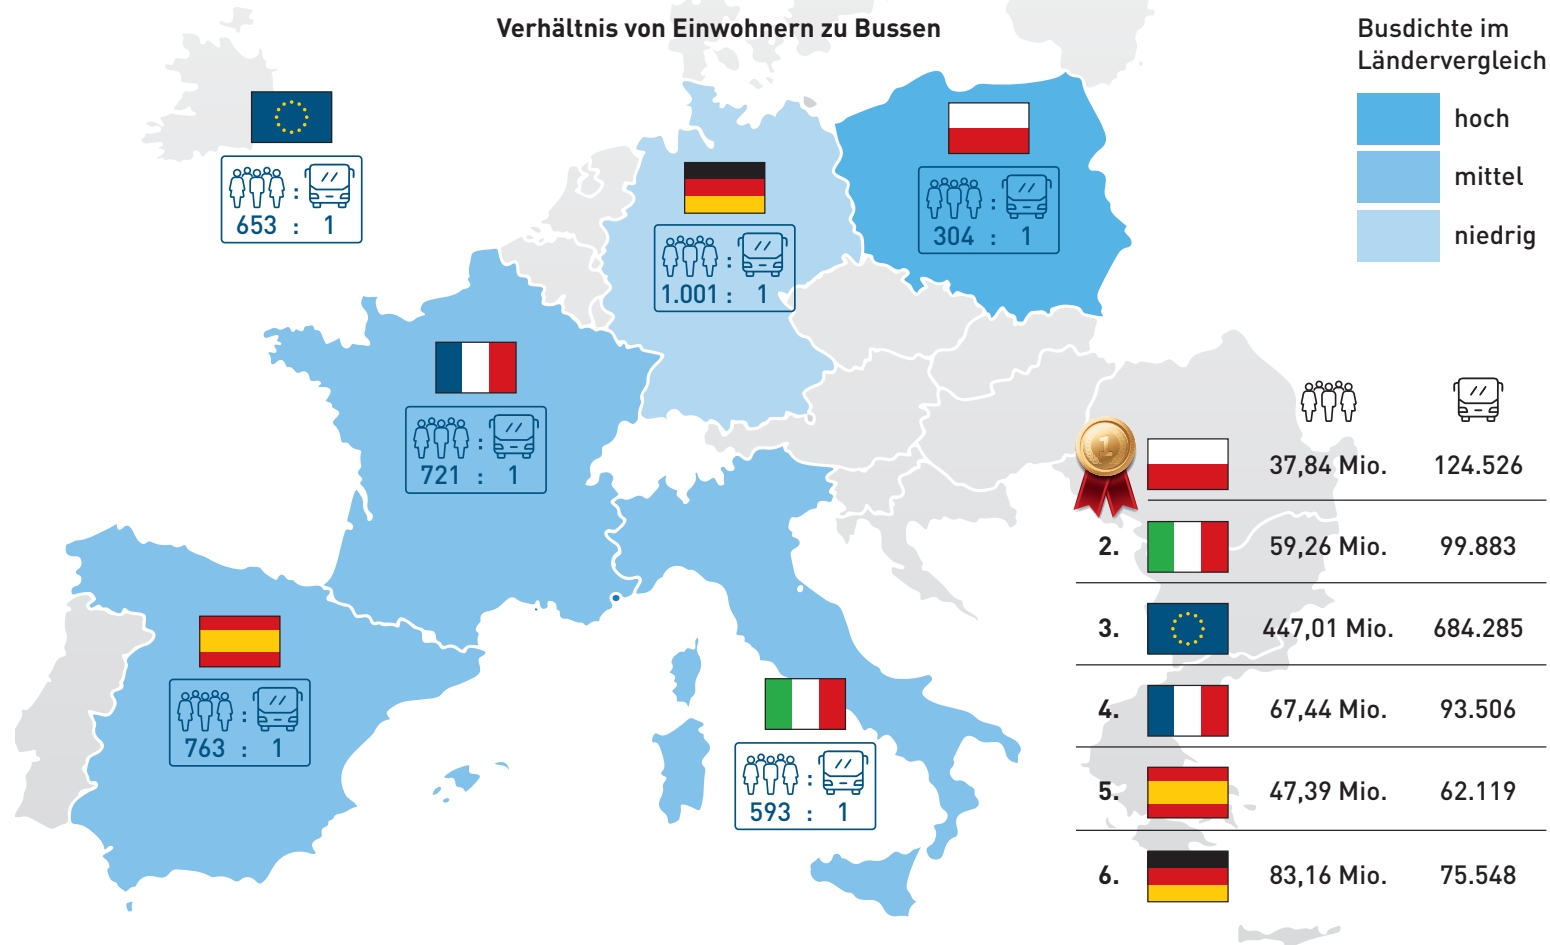 Verhältnis von Einwohnern zu Bussen
Busdichte im
Ländervergleich
hoch
mittel
niedrig
:
653 : 1
:
1.001 : 1
:
304 : 1
:
721 : 1
:
763 : 1
:
593 : 1
1
37,84 Mio. 124.526
2. 59,26 Mio. 99.883
3. 447,01 Mio. 684.285
4. 67,44 Mio. 93.506
5. 47,39 Mio. 62.119
6. 83,16 Mio. 75.548